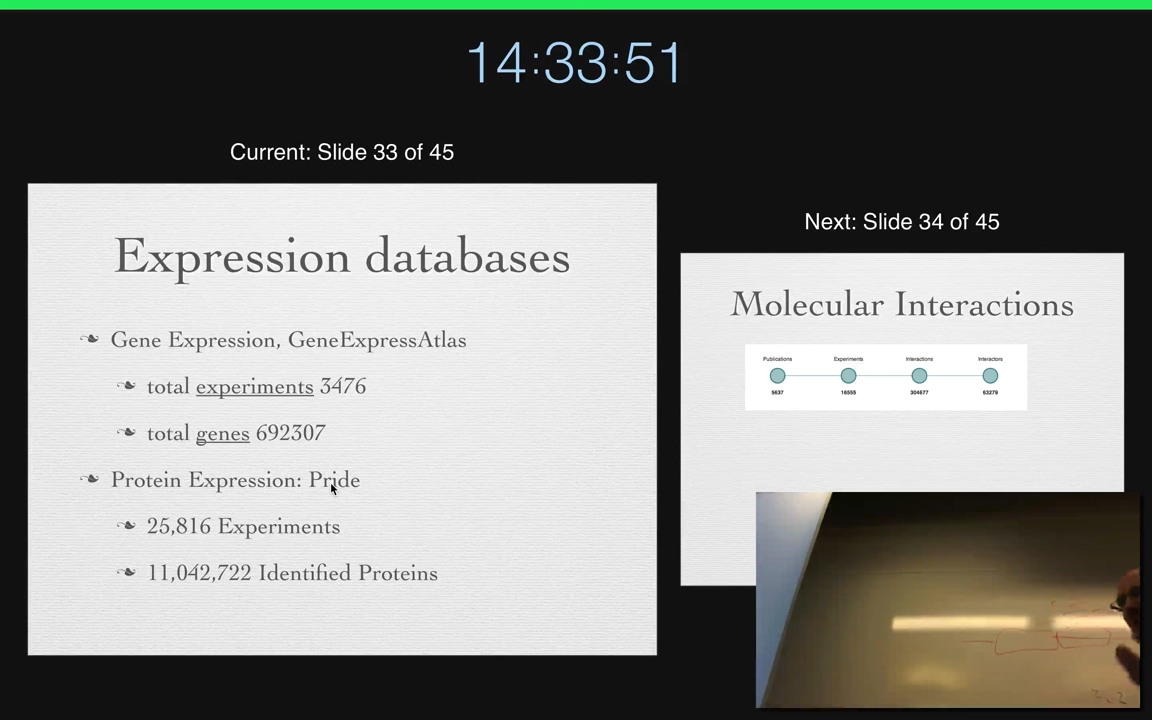 14:33:51
Current: Slide 33 of 45
Expression databases
Gene Expression, GeneExpressAtlas
total experiments 3476
total genes 692307
Protein Expression: Pride
25,816 Experiments
11,042,722 Identified Proteins
Next: Slide 34 of 45
Molecular Interactions
Publications Experiments Interactions Interactors
5637 16555 304677 63279